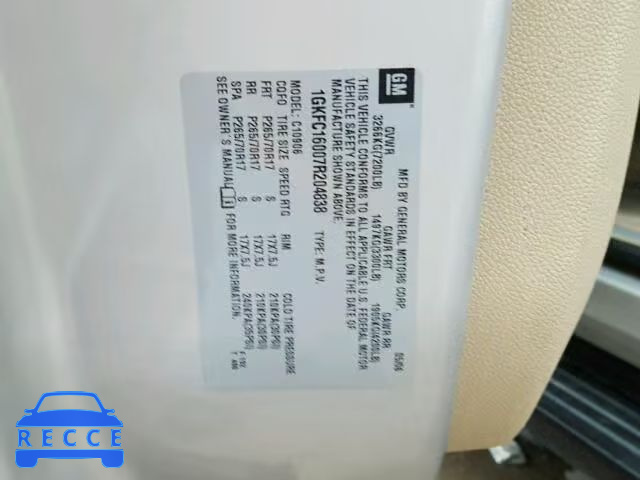 GM
MFD BY GENERAL MOTORS CORP. 05/06
GVWR GAWR FRT GAWR RR
3266KG(7200LB) 1497KG(3300LB) 1905KG(4200LB)
THIS VEHICLE CONFORMS TO ALL APPLICABLE U.S. FEDERAL MOTOR
VEHICLE SAFETY STANDARDS IN EFFECT ON THE DATE OF
MANUFACTURE SHOWN ABOVE.
1GKFC16007R204838 TYPE: M.P.V.
MODEL: C10906
CQFO TIRE SIZE SPEED RTG RIM COLD TIRE PRESSURE
FRT P265/70R17 S 17X7.5J 210KPA(30PSI)
RR P265/70R17 S 17X7.5J 210KPA(30PSI)
SPA P265/70R17 S 17X7.5J 240KPA(35PSI)
SEE OWNER'S MANUAL FOR MORE INFORMATION.
RECCE